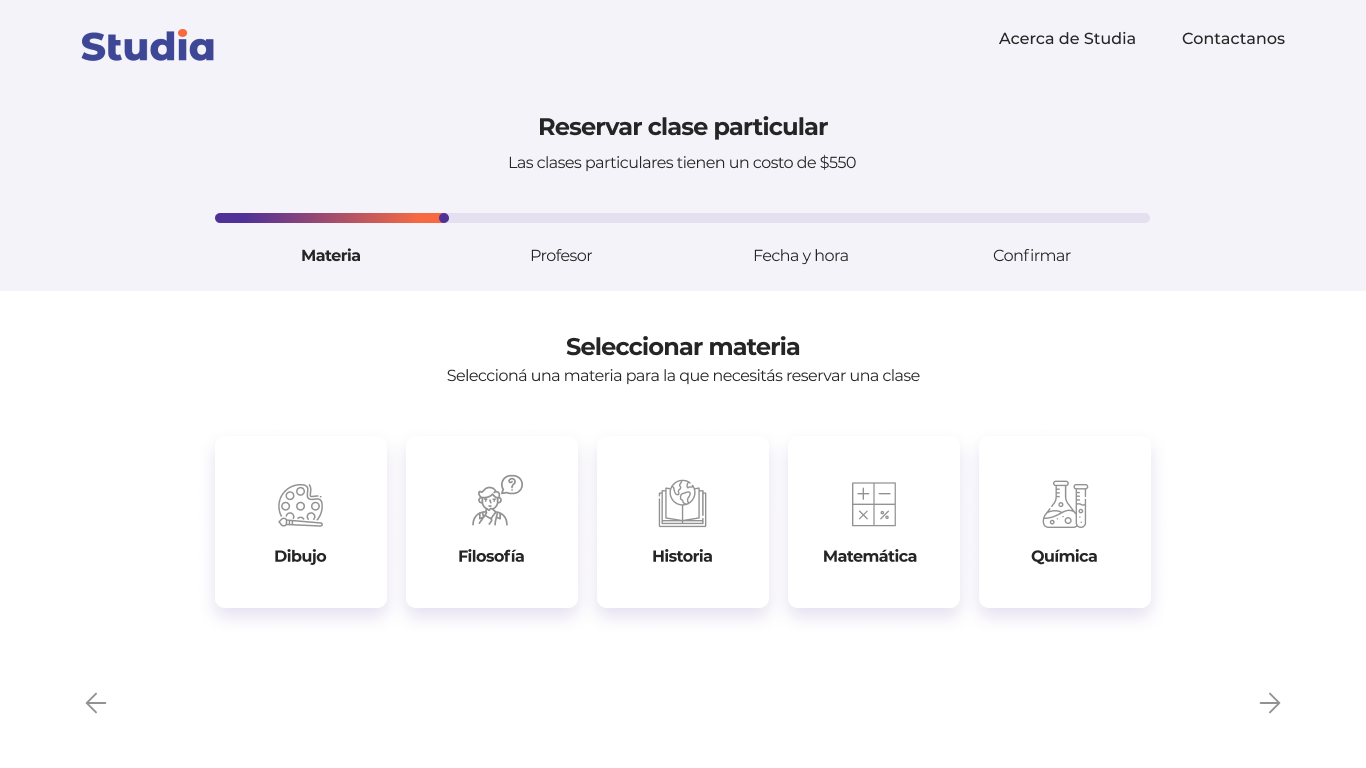 Studia
Acerca de Studia
Contactanos
Reservar clase particular
Las clases particulares tienen un costo de $550
Materia
Profesor
Fecha y hora
Confirmar
Seleccionar materia
Seleccioná una materia para la que necesitás reservar una clase
Dibujo
Filosofía
Historia
Matemática
Química